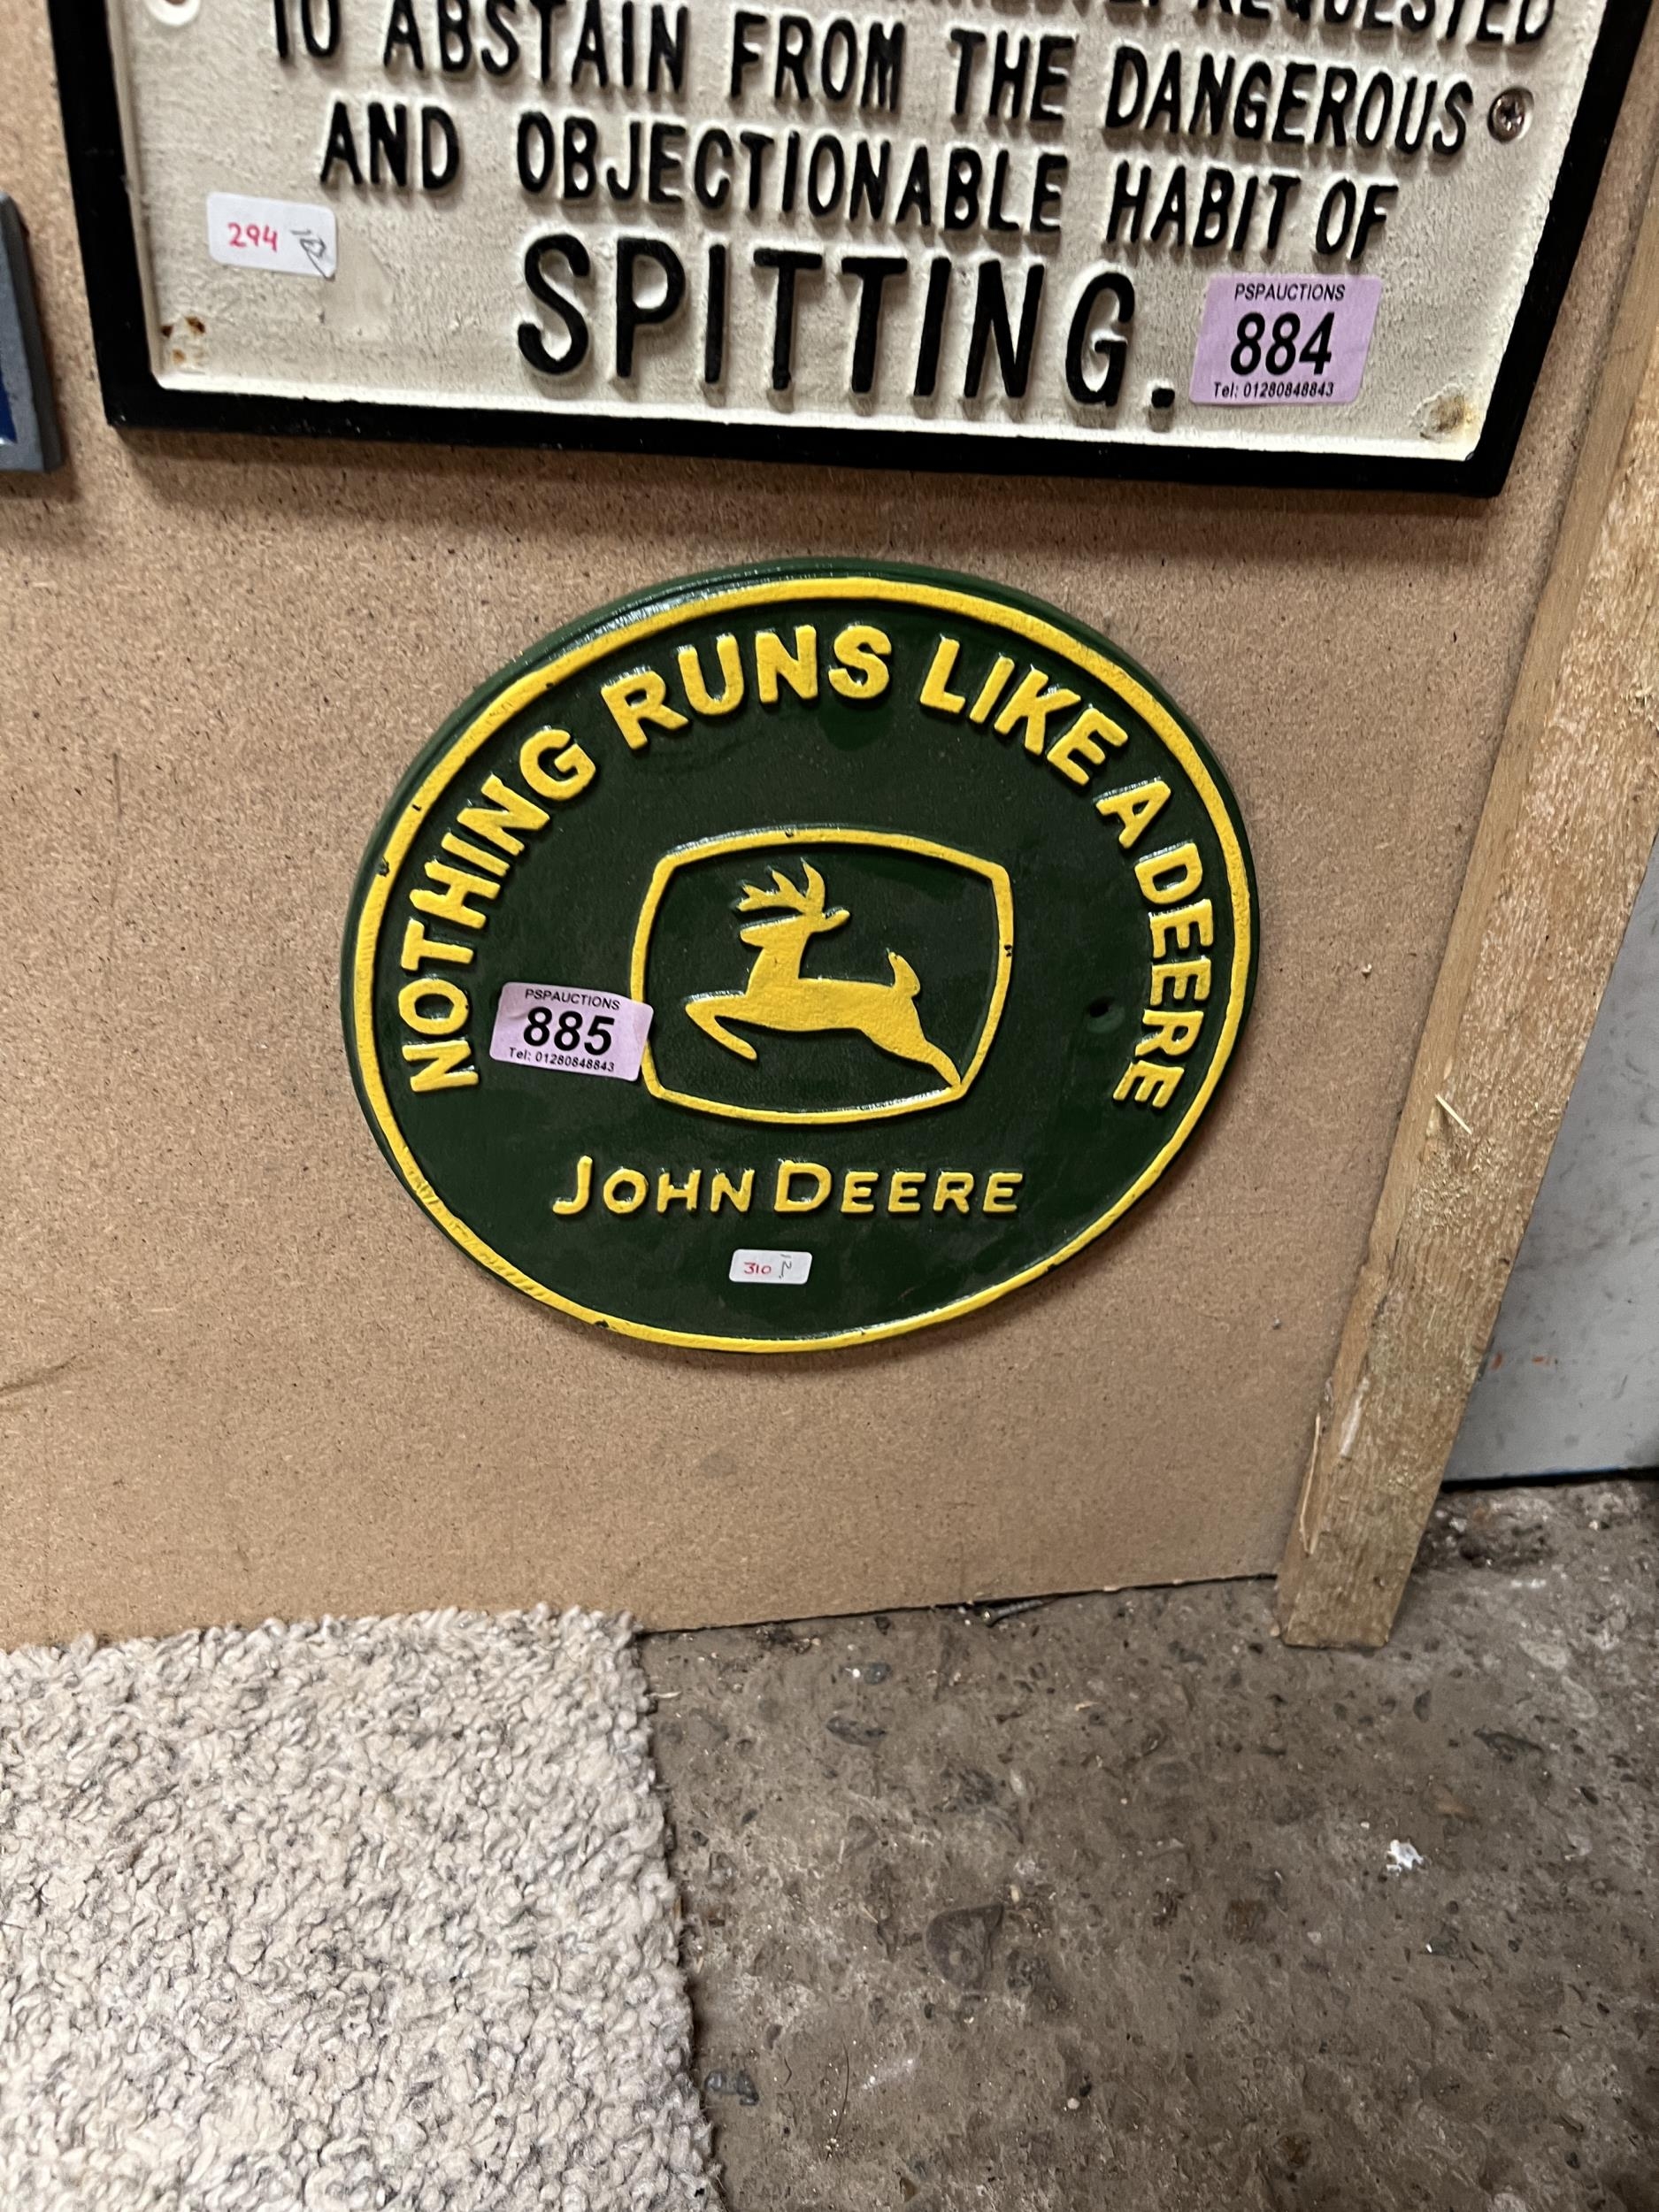 REQUESTED
TO ABSTAIN FROM THE DANGEROUS
AND OBJECTIONABLE HABIT OF
SPITTING.
294
PSPAUCTIONS
884
Tel: 01280848843
NOTHING RUNS LIKE A DEERE
PSPAUCTIONS
885
Tel: 01280848843
JOHN DEERE
310